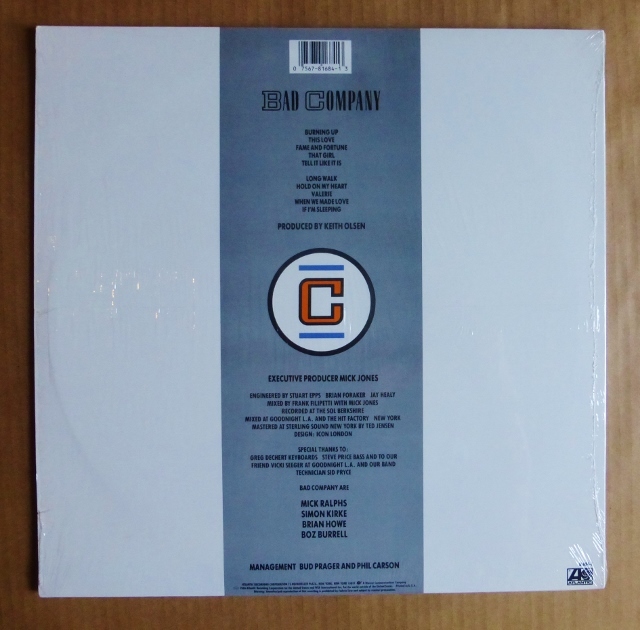 0 7567-81684-1 3
BAD COMPANY
BURNING UP
THIS LOVE
FAME AND FORTUNE
THAT GIRL
TELL IT LIKE IT IS
LONG WALK
HOLD ON MY HEART
VALERIE
WHEN WE MADE LOVE
IF I'M SLEEPING
PRODUCED BY KEITH OLSEN
C
EXECUTIVE PRODUCER MICK JONES
ENGINEERED BY STUART EPPS BRIAN FORAKER JAY HEALY
MIXED BY FRANK FILIPETTI WITH MICK JONES
RECORDED AT THE SOL BERKSHIRE
MIXED AT GOODNIGHT L.A. AND THE HIT FACTORY NEW YORK
MASTERED AT STERLING SOUND NEW YORK BY TED JENSEN
DESIGN: ICON LONDON
SPECIAL THANKS TO:
GREG DECHERT KEYBOARDS STEVE PRICE BASS AND TO OUR
FRIEND VICKI SEEGER AT GOODNIGHT L.A. AND OUR BAND
TECHNICIAN SID PRYCE
BAD COMPANY ARE
MICK RALPHS
SIMON KIRKE
BRIAN HOWE
BOZ BURRELL
MANAGEMENT BUD PRAGER AND PHIL CARSON
ATLANTIC